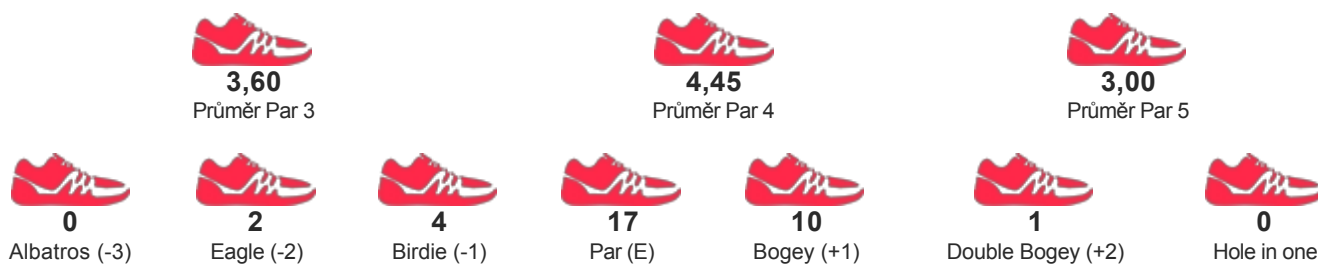 3,60 4,45 3,00
Průměr Par 3 Průměr Par 4 Průměr Par 5
0 2 4 17 10 1 0
Albatros (-3) Eagle (-2) Birdie (-1) Par (E) Bogey (+1) Double Bogey (+2) Hole in one